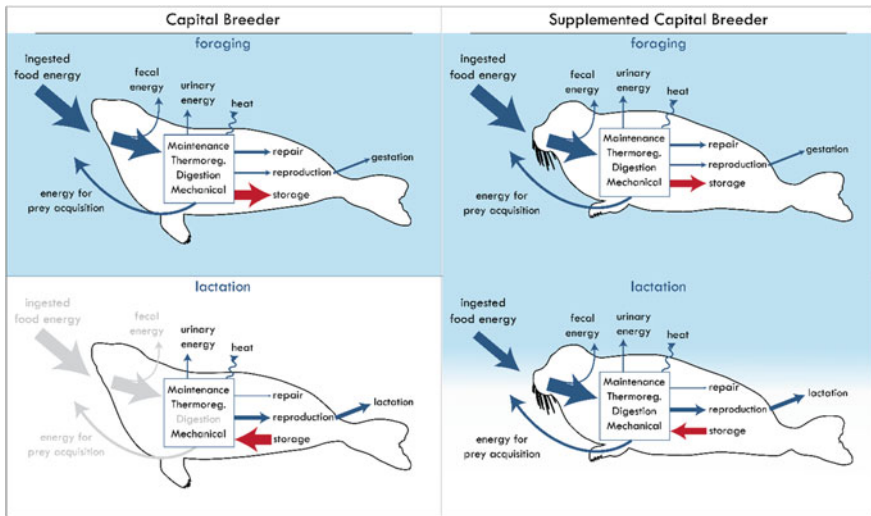 Capital Breeder
foraging
ingested
food energy
fecal
energy
urinary
energy
heat
Maintenance
Thermoreg.
Digestion
Mechanical
repair
reproduction
gestation
storage
energy for
prey acquisition
Supplemented Capital Breeder
foraging
ingested
food energy
fecal
energy
urinary
energy
heat
Maintenance
Thermoreg.
Digestion
Mechanical
repair
reproduction
gestation
storage
energy for
prey acquisition
lactation
ingested
food energy
fecal
energy
urinary
energy
heat
Maintenance
Thermoreg.
Digestion
Mechanical
repair
reproduction
lactation
storage
energy for
prey acquisition
lactation
ingested
food energy
fecal
energy
urinary
energy
heat
Maintenance
Thermoreg.
Digestion
Mechanical
repair
reproduction
lactation
storage
energy for
prey acquisition